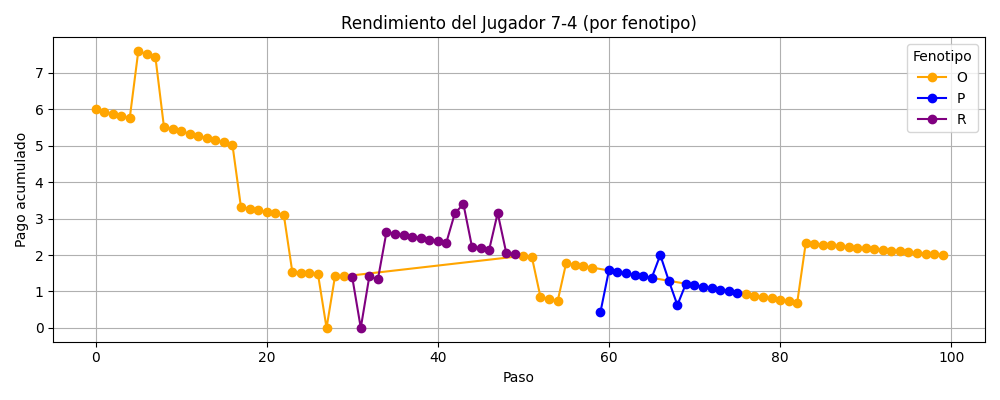 Rendimiento del Jugador 7-4 (por fenotipo)
Pago acumulado
7
6
5
4
3
2
1
0
0 20 40 60 80 100
Paso
Fenotipo
O
P
R